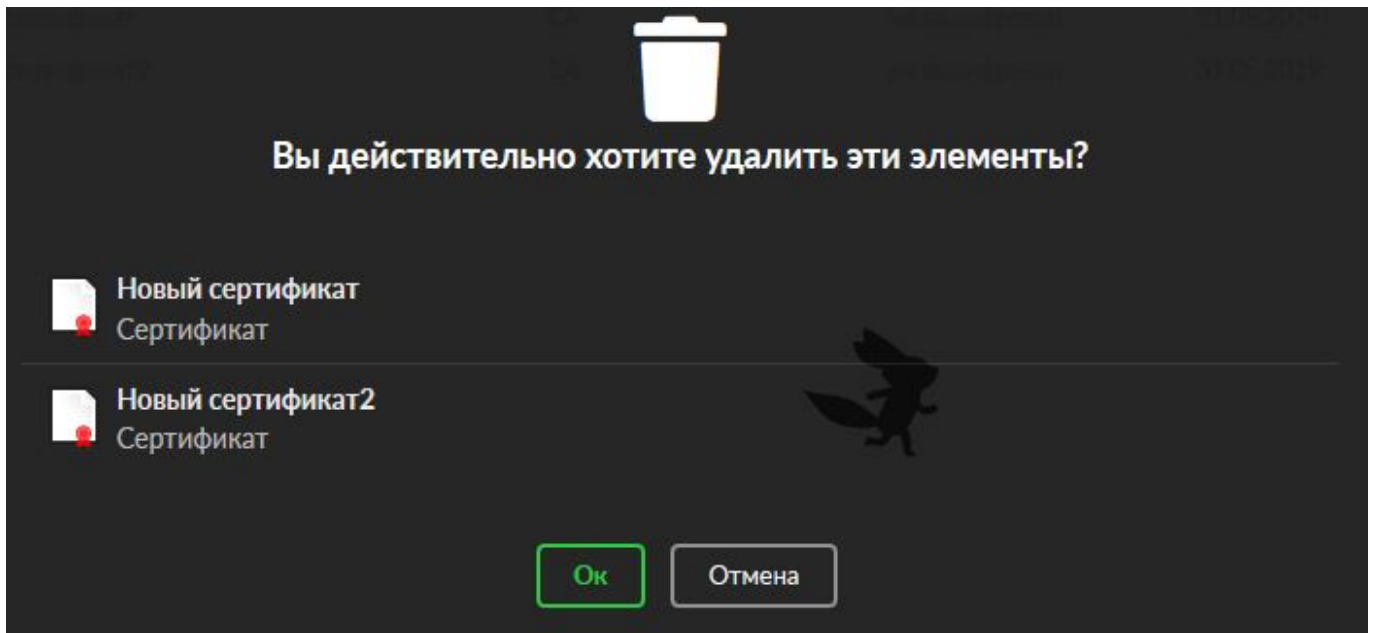 Вы действительно хотите удалить эти элементы?
Новый сертификат
Сертификат
Новый сертификат2
Сертификат
Ок
Отмена